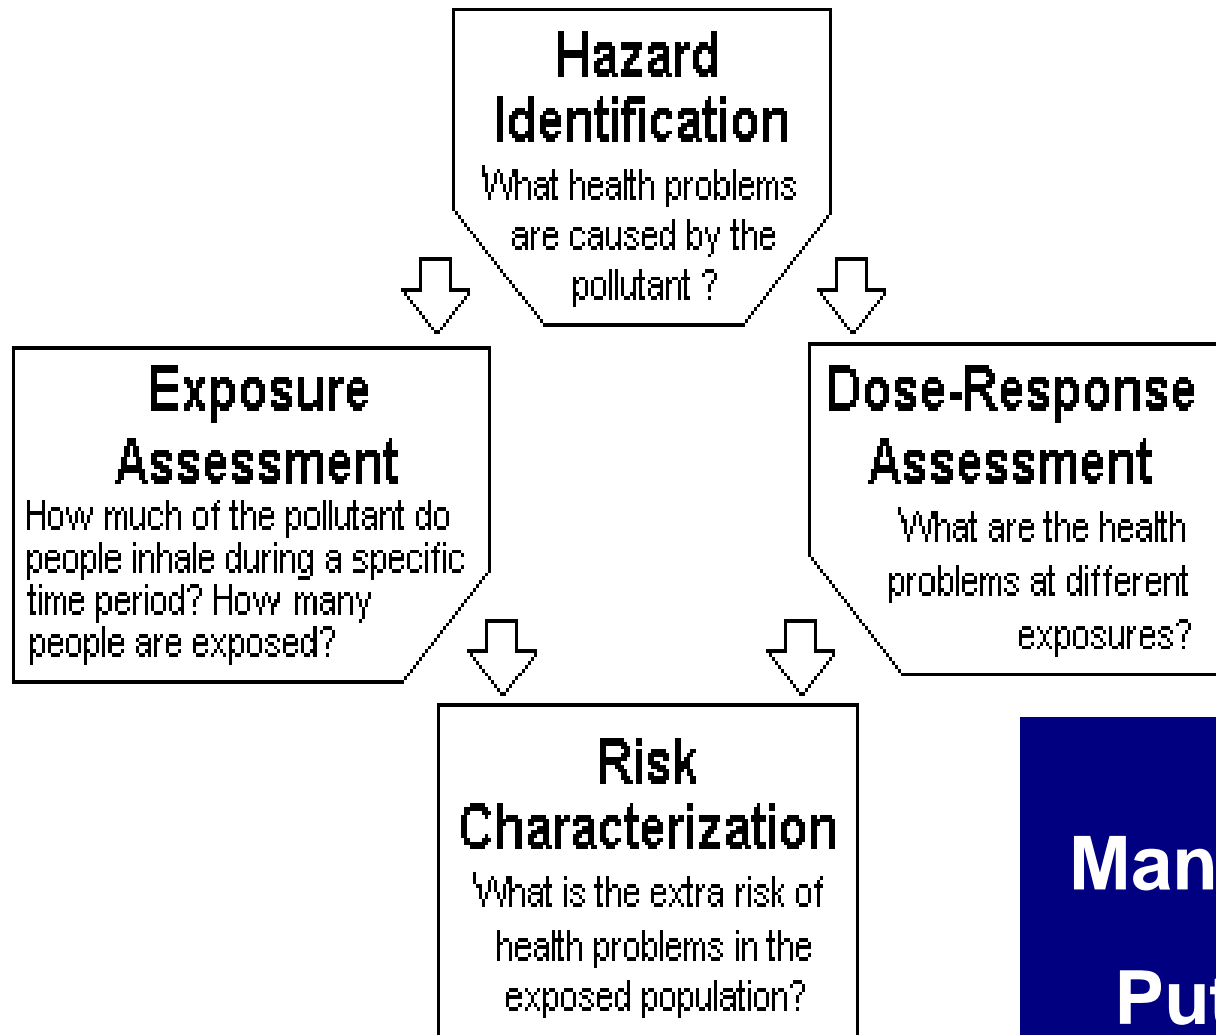 Hazard
Identification
What health problems
are caused by the
pollutant ?
Exposure
Assessment
How much of the pollutant do
people inhale during a specific
time period? How many
people are exposed?
Dose-Response
Assessment
What are the health
problems at different
exposures?
Risk
Characterization
What is the extra risk of
health problems in the
exposed population?